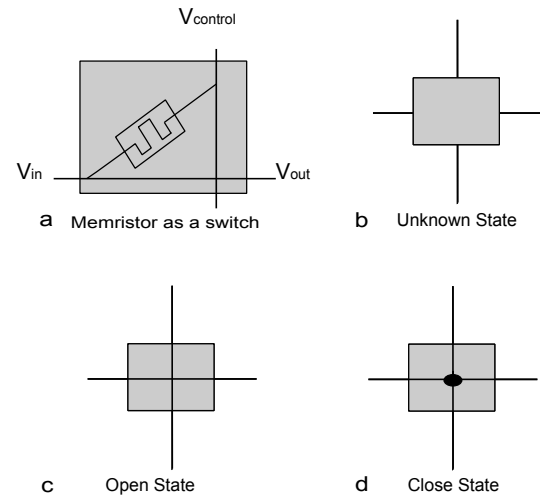 Vcontrol
Vin
Vout
a Memristor as a switch
b Unknown State
c Open State
d Close State